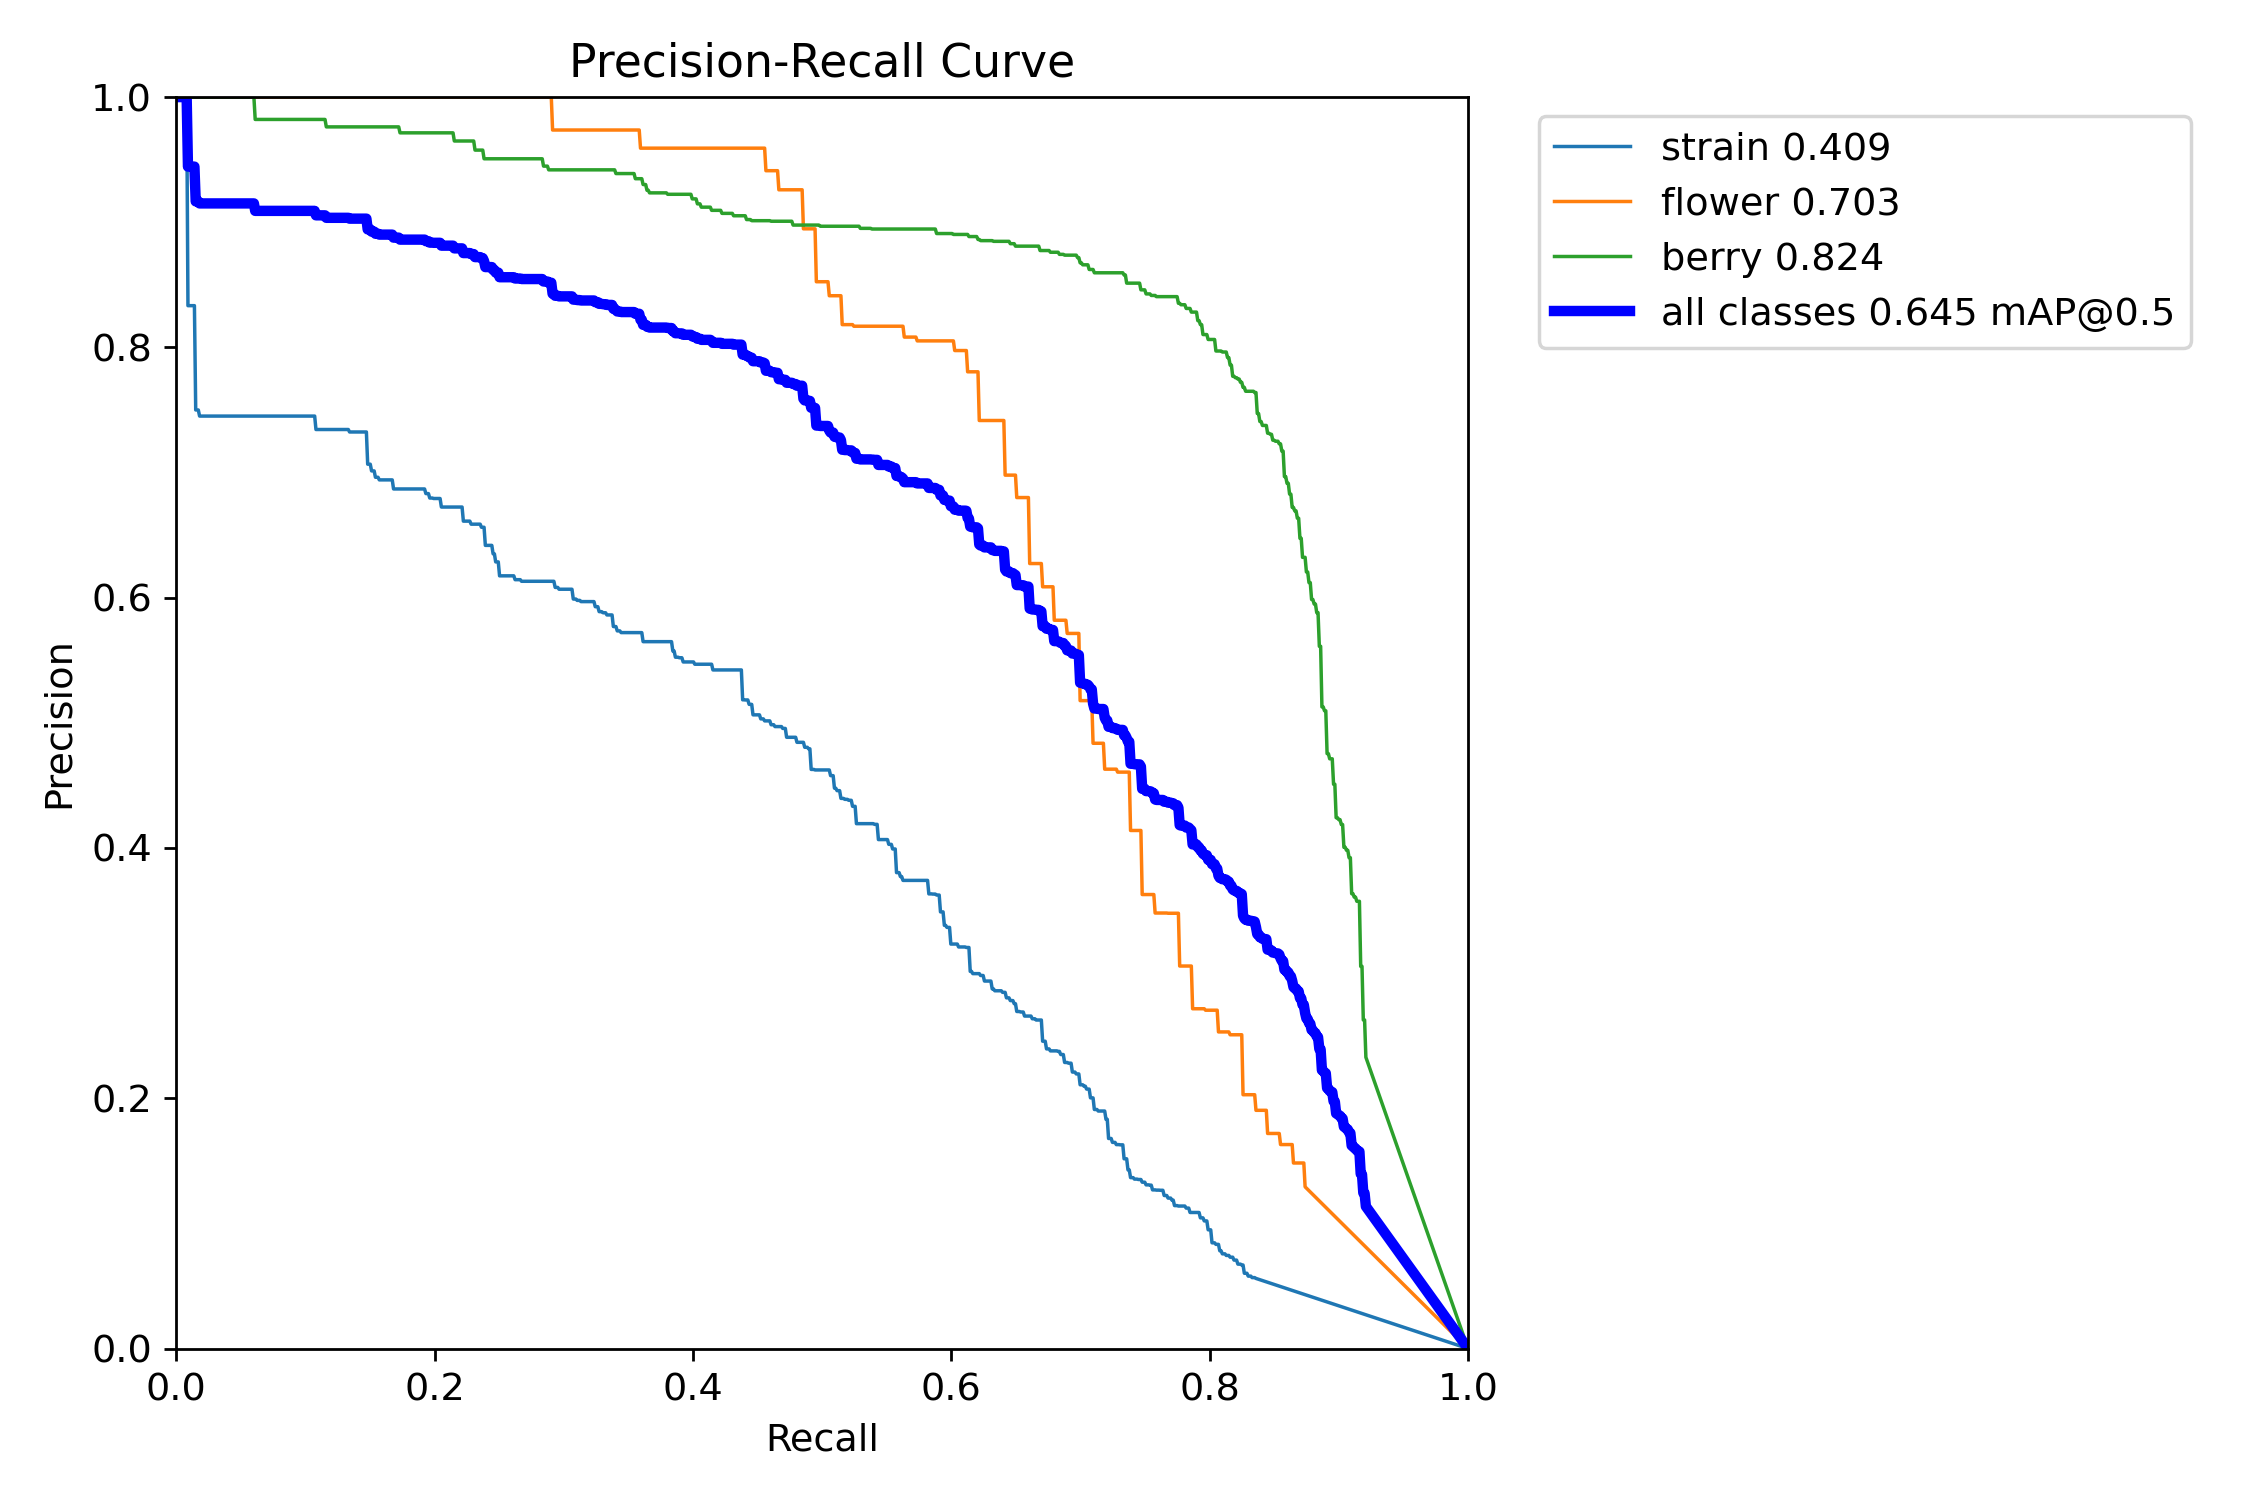 Precision-Recall Curve
1.0
0.8
0.6
0.4
0.2
0.0
Precision
0.0 0.2 0.4 0.6 0.8 1.0
Recall
strain 0.409
flower 0.703
berry 0.824
all classes 0.645 mAP@0.5